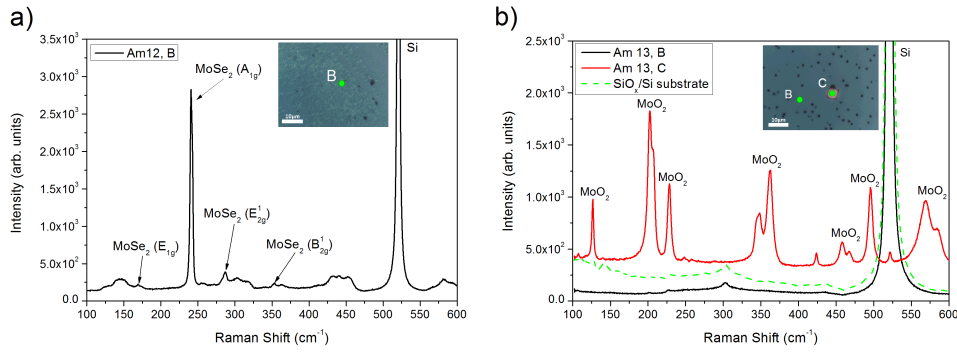 a)
Am12, B
MoSe₂ (A₁g)
MoSe₂ (E₁g)
MoSe₂ (E¹₂g)
MoSe₂ (B¹₂g)
Si
B
10µm
3.5x10³
3.0x10³
2.5x10³
2.0x10³
1.5x10³
1.0x10³
5.0x10²
0.0
Intensity (arb. units)
100 150 200 250 300 350 400 450 500 550 600
Raman Shift (cm⁻¹)
b)
Am 13, B
Am 13, C
SiOₓ/Si substrate
Si
B
C
10µm
MoO₂
MoO₂
MoO₂
MoO₂
MoO₂
MoO₂
MoO₂
2.5x10³
2.0x10³
1.5x10³
1.0x10³
5.0x10²
0.0
Intensity (arb. units)
100 150 200 250 300 350 400 450 500 550 600
Raman Shift (cm⁻¹)